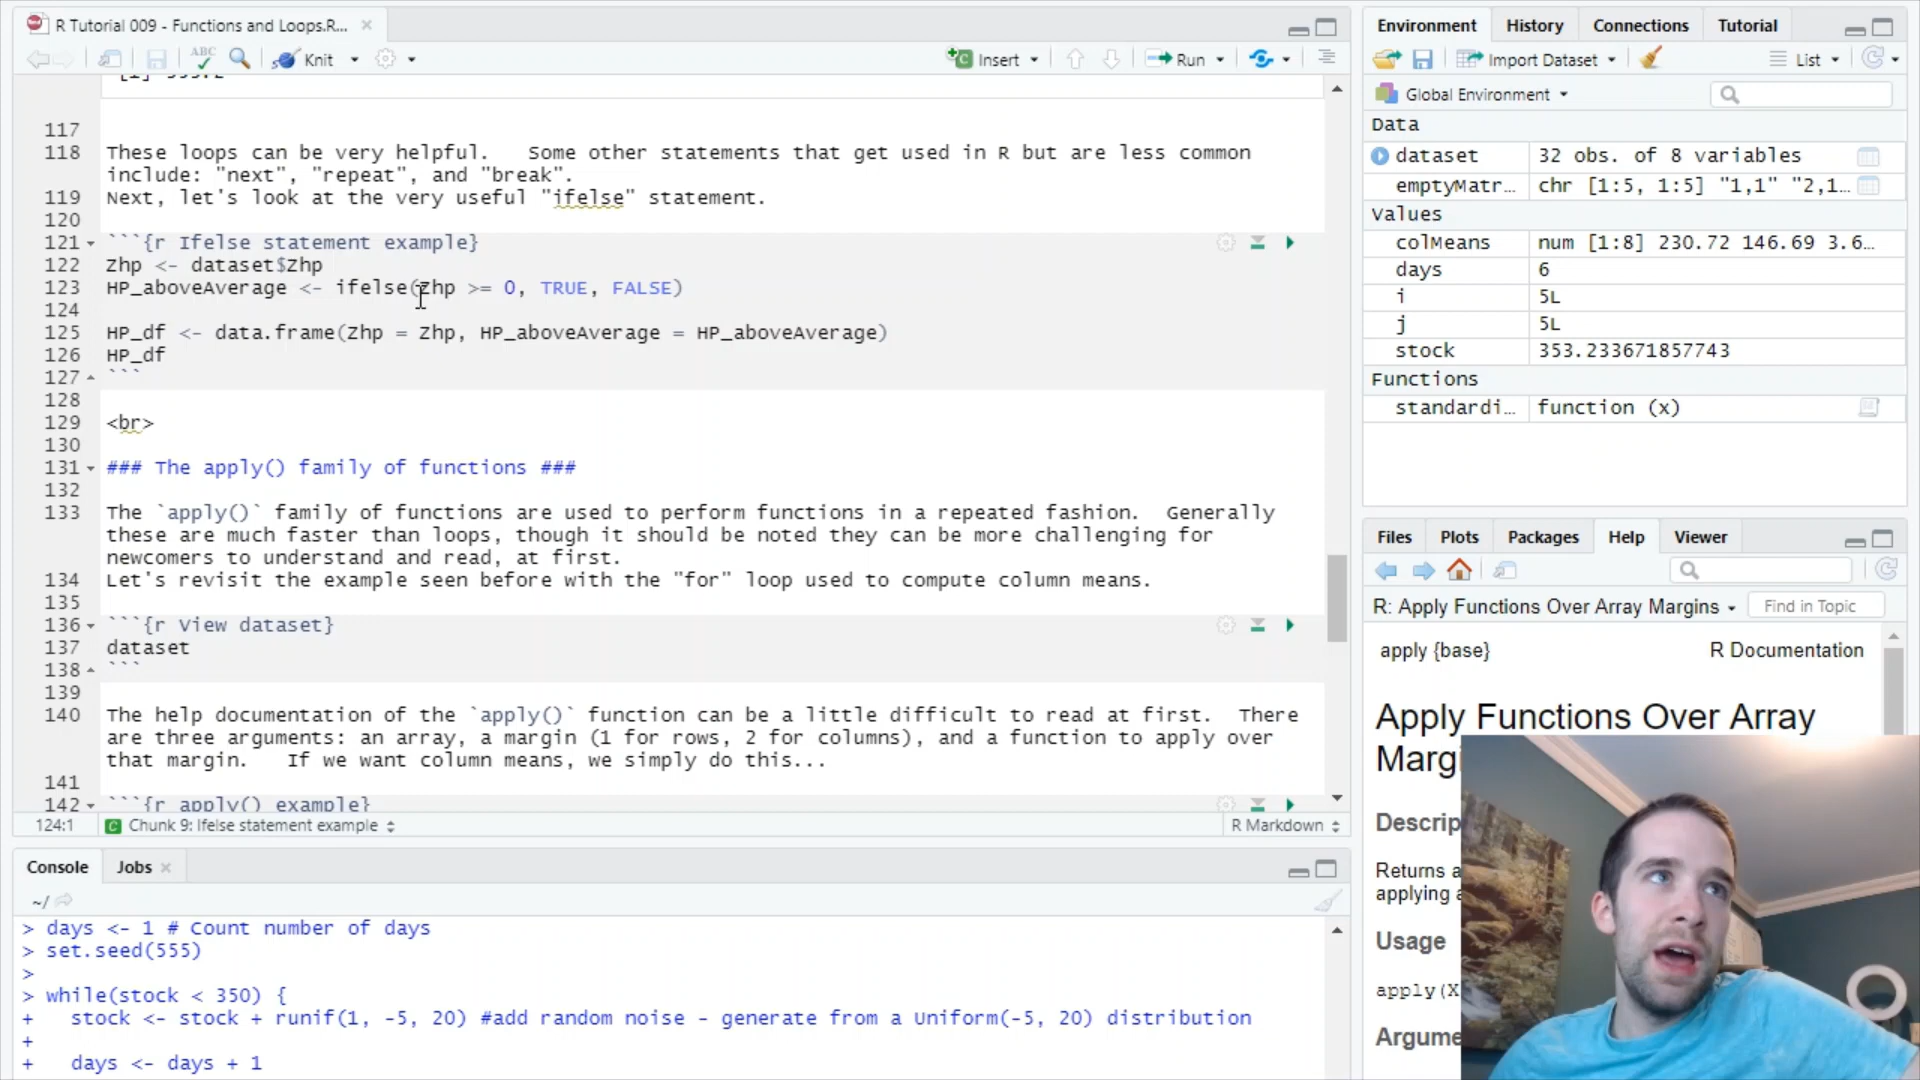 R Tutorial 009 - Functions and Loops.R...
ABC
Knit
Insert
Run
117
118 These loops can be very helpful.   Some other statements that get used in R but are less common
include: "next", "repeat", and "break".
119 Next, let's look at the very useful "ifelse" statement.
120
121 ```{r Ifelse statement example}
122 Zhp <- dataset$Zhp
123 HP_aboveAverage <- ifelse(Zhp >= 0, TRUE, FALSE)
124
125 HP_df <- data.frame(Zhp = Zhp, HP_aboveAverage = HP_aboveAverage)
126 HP_df
127 ```
128
129 <br>
130
131 ### The apply() family of functions ###
132
133 The `apply()` family of functions are used to perform functions in a repeated fashion.  Generally
these are much faster than loops, though it should be noted they can be more challenging for
newcomers to understand and read, at first.
134 Let's revisit the example seen before with the "for" loop used to compute column means.
135
136 ```{r View dataset}
137 dataset
138 ```
139
140 The help documentation of the `apply()` function can be a little difficult to read at first.  There
are three arguments: an array, a margin (1 for rows, 2 for columns), and a function to apply over
that margin.   If we want column means, we simply do this...
141
142 ```{r apply() example}
124:1 Chunk 9: Ifelse statement example
R Markdown
Console Jobs
~/
> days <- 1 # Count number of days
> set.seed(555)
>
> while(stock < 350) {
+   stock <- stock + runif(1, -5, 20) #add random noise - generate from a Uniform(-5, 20) distribution
+
+   days <- days + 1
Environment History Connections Tutorial
Import Dataset
List
Global Environment
Data
dataset 32 obs. of 8 variables
emptyMatr... chr [1:5, 1:5] "1,1" "2,1...
Values
colMeans num [1:8] 230.72 146.69 3.6...
days 6
i 5L
j 5L
stock 353.233671857743
Functions
standardi... function (x)
Files Plots Packages Help Viewer
R: Apply Functions Over Array Margins
Find in Topic
apply {base}
R Documentation
Apply Functions Over Array
Usage